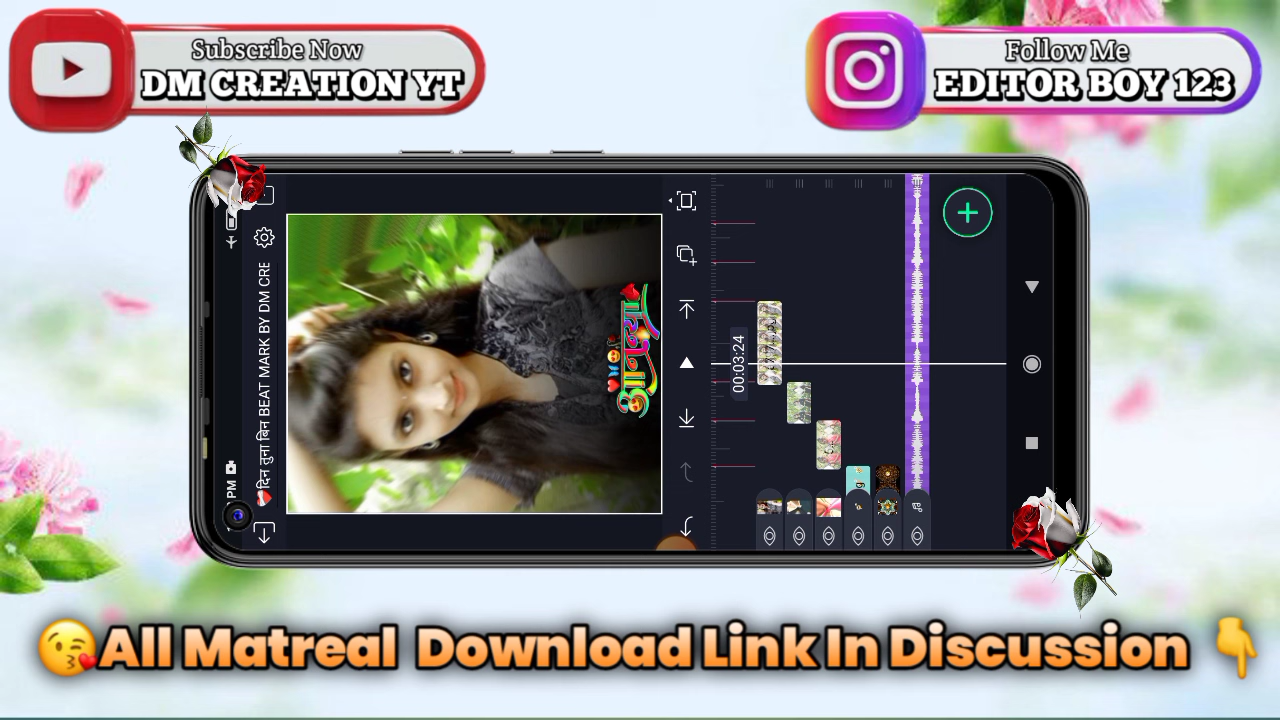 Subscribe Now
DM CREATION YT
Follow Me
EDITOR BOY 123
PM
दिन तुना बिन BEAT MARK BY DM CRE
00:03:24
All Matreal Download Link In Discussion